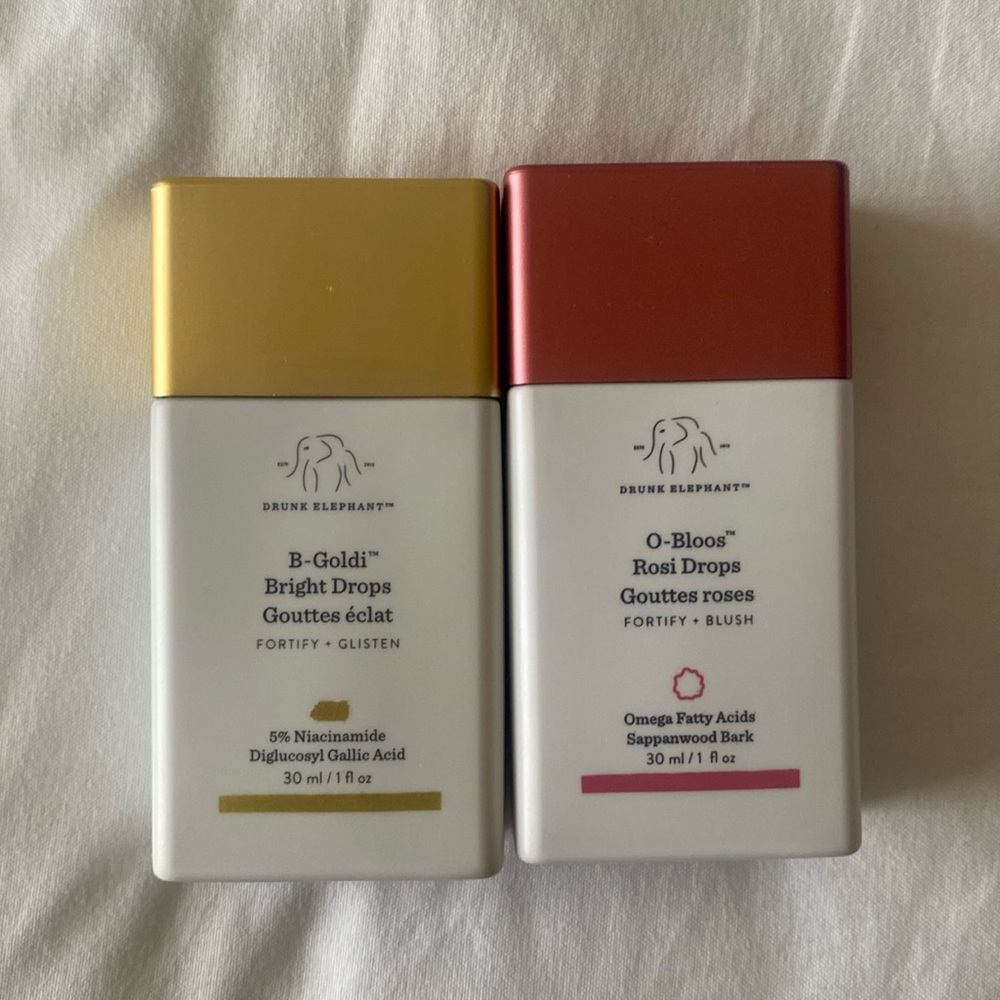 ESTD 2012
DRUNK ELEPHANT™
B-Goldi™
Bright Drops
Gouttes éclat
FORTIFY + GLISTEN
5% Niacinamide
Diglucosyl Gallic Acid
30 ml / 1 fl oz
DRUNK ELEPHANT™
O-Bloos™
Rosi Drops
Gouttes roses
FORTIFY + BLUSH
Omega Fatty Acids
Sappanwood Bark
30 ml / 1 fl oz